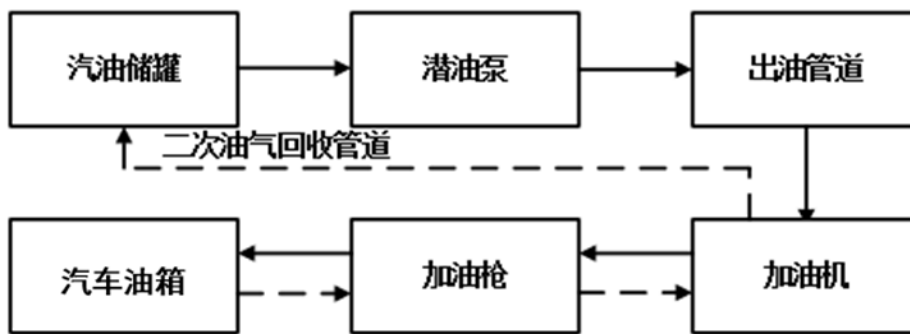 汽油储罐
潜油泵
出油管道
二次油气回收管道
汽车油箱
加油枪
加油机